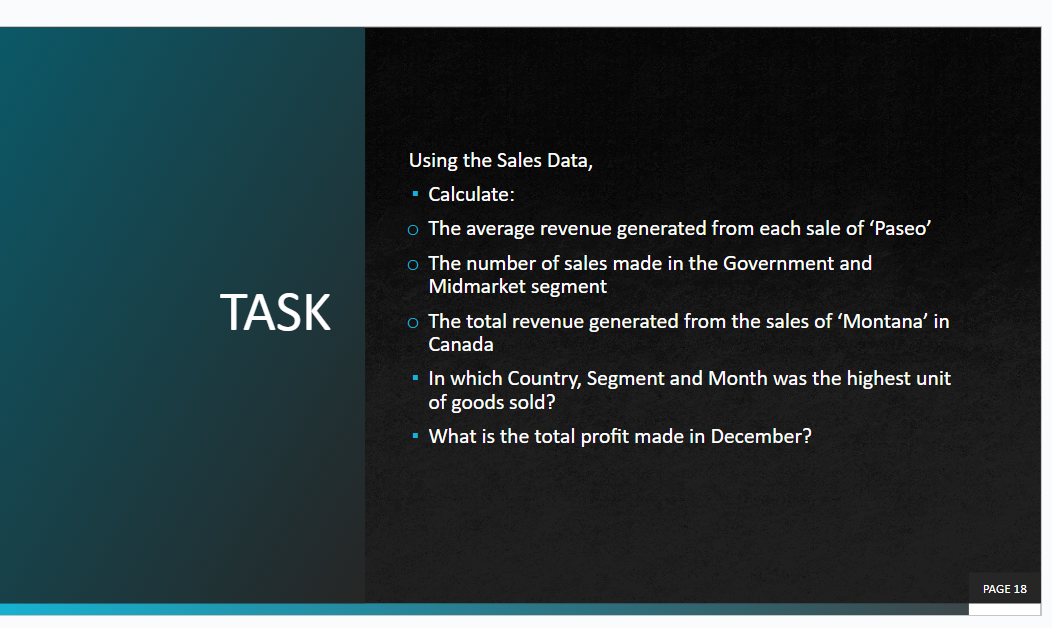 TASK
Using the Sales Data,
▪ Calculate:
o The average revenue generated from each sale of ‘Paseo’
o The number of sales made in the Government and
Midmarket segment
o The total revenue generated from the sales of ‘Montana’ in
Canada
▪ In which Country, Segment and Month was the highest unit
of goods sold?
▪ What is the total profit made in December?
PAGE 18